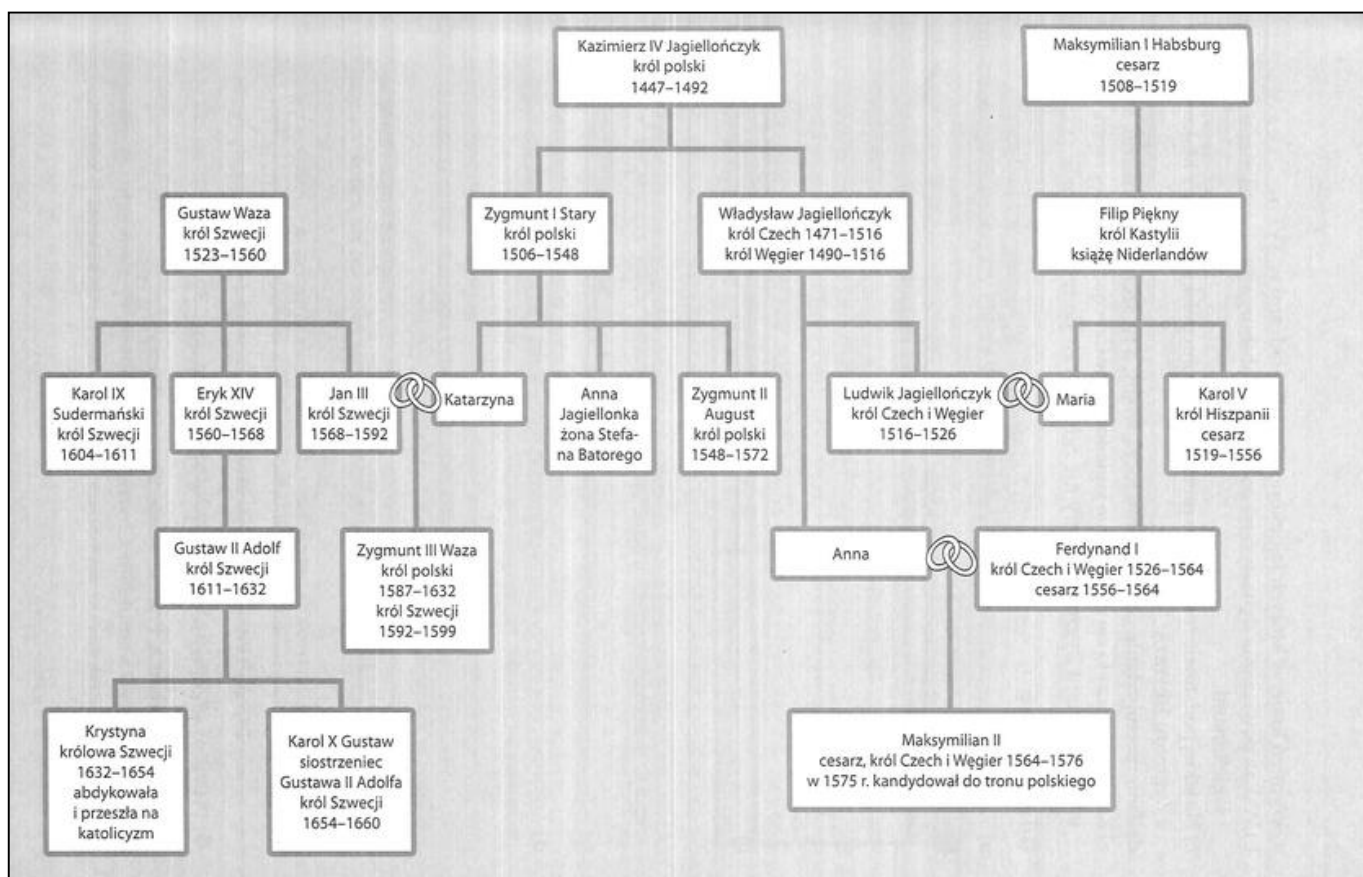 Kazimierz IV Jagiellończyk
król polski
1447–1492
Maksymilian I Habsburg
cesarz
1508–1519
Gustaw Waza
król Szwecji
1523–1560
Zygmunt I Stary
król polski
1506–1548
Władysław Jagiellończyk
król Czech 1471–1516
król Węgier 1490–1516
Filip Piękny
król Kastylii
książę Niderlandów
Karol IX
Sudermański
król Szwecji
1604–1611
Eryk XIV
król Szwecji
1560–1568
Jan III
król Szwecji
1568–1592
Katarzyna
Anna
Jagiellonka
żona Stefa-
na Batorego
Zygmunt II
August
król polski
1548–1572
Ludwik Jagiellończyk
król Czech i Węgier
1516–1526
Maria
Karol V
król Hiszpanii
cesarz
1519–1556
Gustaw II Adolf
król Szwecji
1611–1632
Zygmunt III Waza
król polski
1587–1632
król Szwecji
1592–1599
Anna
Ferdynand I
król Czech i Węgier 1526–1564
cesarz 1556–1564
Krystyna
królowa Szwecji
1632–1654
abdykowała
i przeszła na
katolicyzm
Karol X Gustaw
siostrzeniec
Gustawa II Adolfa
król Szwecji
1654–1660
Maksymilian II
cesarz, król Czech i Węgier 1564–1576
w 1575 r. kandydował do tronu polskiego